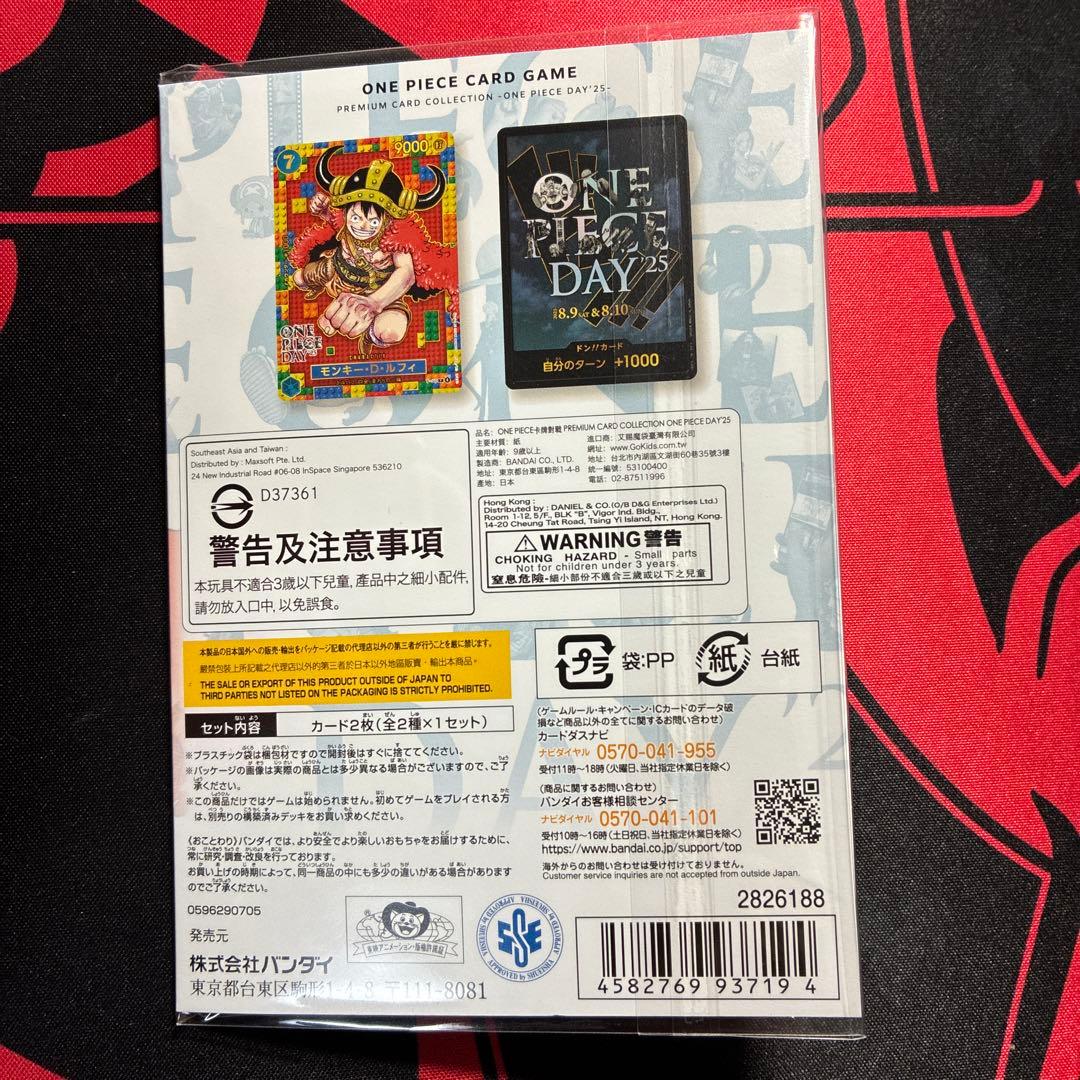 ONE PIECE CARD GAME
PREMIUM CARD COLLECTION -ONE PIECE DAY'25-
7
9000
ONE PIECE DAY'25
モンキー・D・ルフィ
ONE
PIECE
DAY'25
8.9 SAT & 8.10
ドン!!カード
自分のターン +1000
Southeast Asia and Taiwan :
Distributed by : Maxsoft Pte. Ltd.
24 New Industrial Road #06-08 InSpace Singapore 536210
D37361
警告及注意事項
本玩具不適合3歲以下兒童, 產品中之細小配件,
請勿放入口中, 以免誤食。
品名: ONE PIECE卡牌對戰 PREMIUM CARD COLLECTION ONE PIECE DAY'25
主要材質: 紙
適用年齡: 9歲以上
製造商: BANDAI CO., LTD.
地址: 東京都台東區駒形1-4-8
產地: 日本
進口商: 艾賜魔袋臺灣有限公司
網址: www.GoKids.com.tw
地址: 台北市內湖區文湖街60巷35號3樓
統一編號: 53100400
電話: 02-87511996
Hong Kong :
Distributed by : DANIEL & CO.(O/B D&G Enterprises Ltd.)
Room 1-12, 5/F., BLK "B", Vigor Ind. Bldg.,
14-20 Cheung Tat Road, Tsing Yi Island, NT, Hong Kong.
WARNING 警告
CHOKING HAZARD - Small parts
Not for children under 3 years.
窒息危險-細小部份不適合三歲或以下之兒童
本製品の日本国外への販売・輸出をパッケージ記載の代理店以外の第三者が行うことを厳に禁じます。
嚴禁包裝上所記載之代理店以外的第三者於日本以外地區販賣・輸出本商品。
THE SALE OR EXPORT OF THIS PRODUCT OUTSIDE OF JAPAN TO
THIRD PARTIES NOT LISTED ON THE PACKAGING IS STRICTLY PROHIBITED.
プラ 袋:PP 紙 台紙
セット内容 カード2枚(全2種×1セット)
※プラスチック袋は梱包材ですので開封後はすぐに捨ててください。
※パッケージの画像は実際の商品とは多少異なる場合がございますので、ご了
承ください。
※この商品だけではゲームは始められません。初めてゲームをプレイされる方
は、別売りの構築済みデッキをお買い求めください。
《おことわり》バンダイでは、より安全でより楽しいおもちゃをお届けするために、
常に研究・調査・改良を行っております。
お買い上げの時期によって、同一商品の中にも多少の違いがある場合があります
のでご了承ください。
0596290705
発売元
株式会社バンダイ
東京都台東区駒形1-4-8 〒111-8081
(ゲームルール・キャンペーン・ICカードのデータ破
損など商品以外の全てに関するお問い合わせ)
カードダスナビ
ナビダイヤル 0570-041-955
受付11時~18時(火曜日、当社指定休業日を除く)
(商品に関するお問い合わせ)
バンダイお客様相談センター
ナビダイヤル 0570-041-101
受付10時~16時(土日祝日、当社指定休業日を除く)
https://www.bandai.co.jp/support/top
海外からのお問い合わせは受け付けておりません。
Customer service inquiries are not accepted from outside Japan.
2826188
東映アニメーション・版権許諾証
APPROVED by SHUEISHA
4582769 93719 4